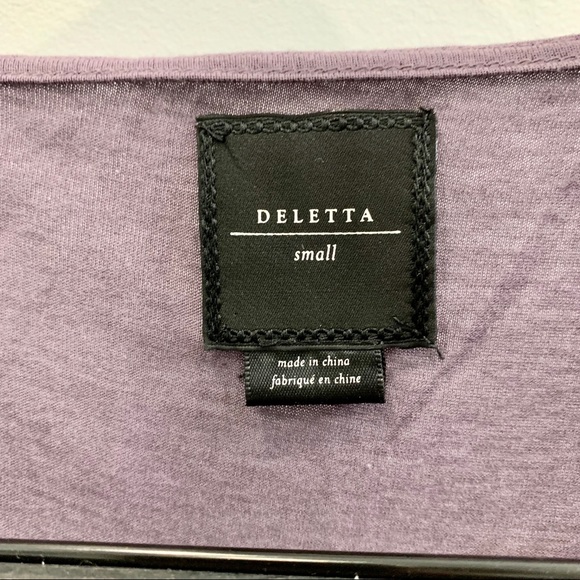 DELETTA
small
made in china
fabriqué en chine